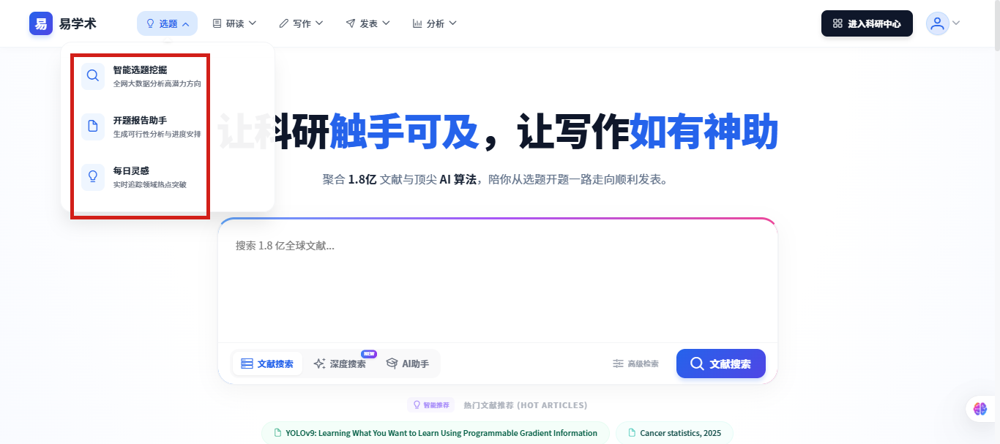 易 易学术
选题
研读
写作
发表
分析
进入科研中心
智能选题挖掘
全网大数据分析高潜力方向
开题报告助手
生成可行性分析与进度安排
每日灵感
实时追踪领域热点突破
让科研触手可及，让写作如有神助
聚合 1.8亿 文献与顶尖 AI 算法，陪你从选题开题一路走向顺利发表。
搜索 1.8 亿全球文献...
文献搜索
深度搜索
NEW
AI助手
高级检索
文献搜索
智能推荐
热门文献推荐 (HOT ARTICLES)
YOLOv9: Learning What You Want to Learn Using Programmable Gradient Information
Cancer statistics, 2025